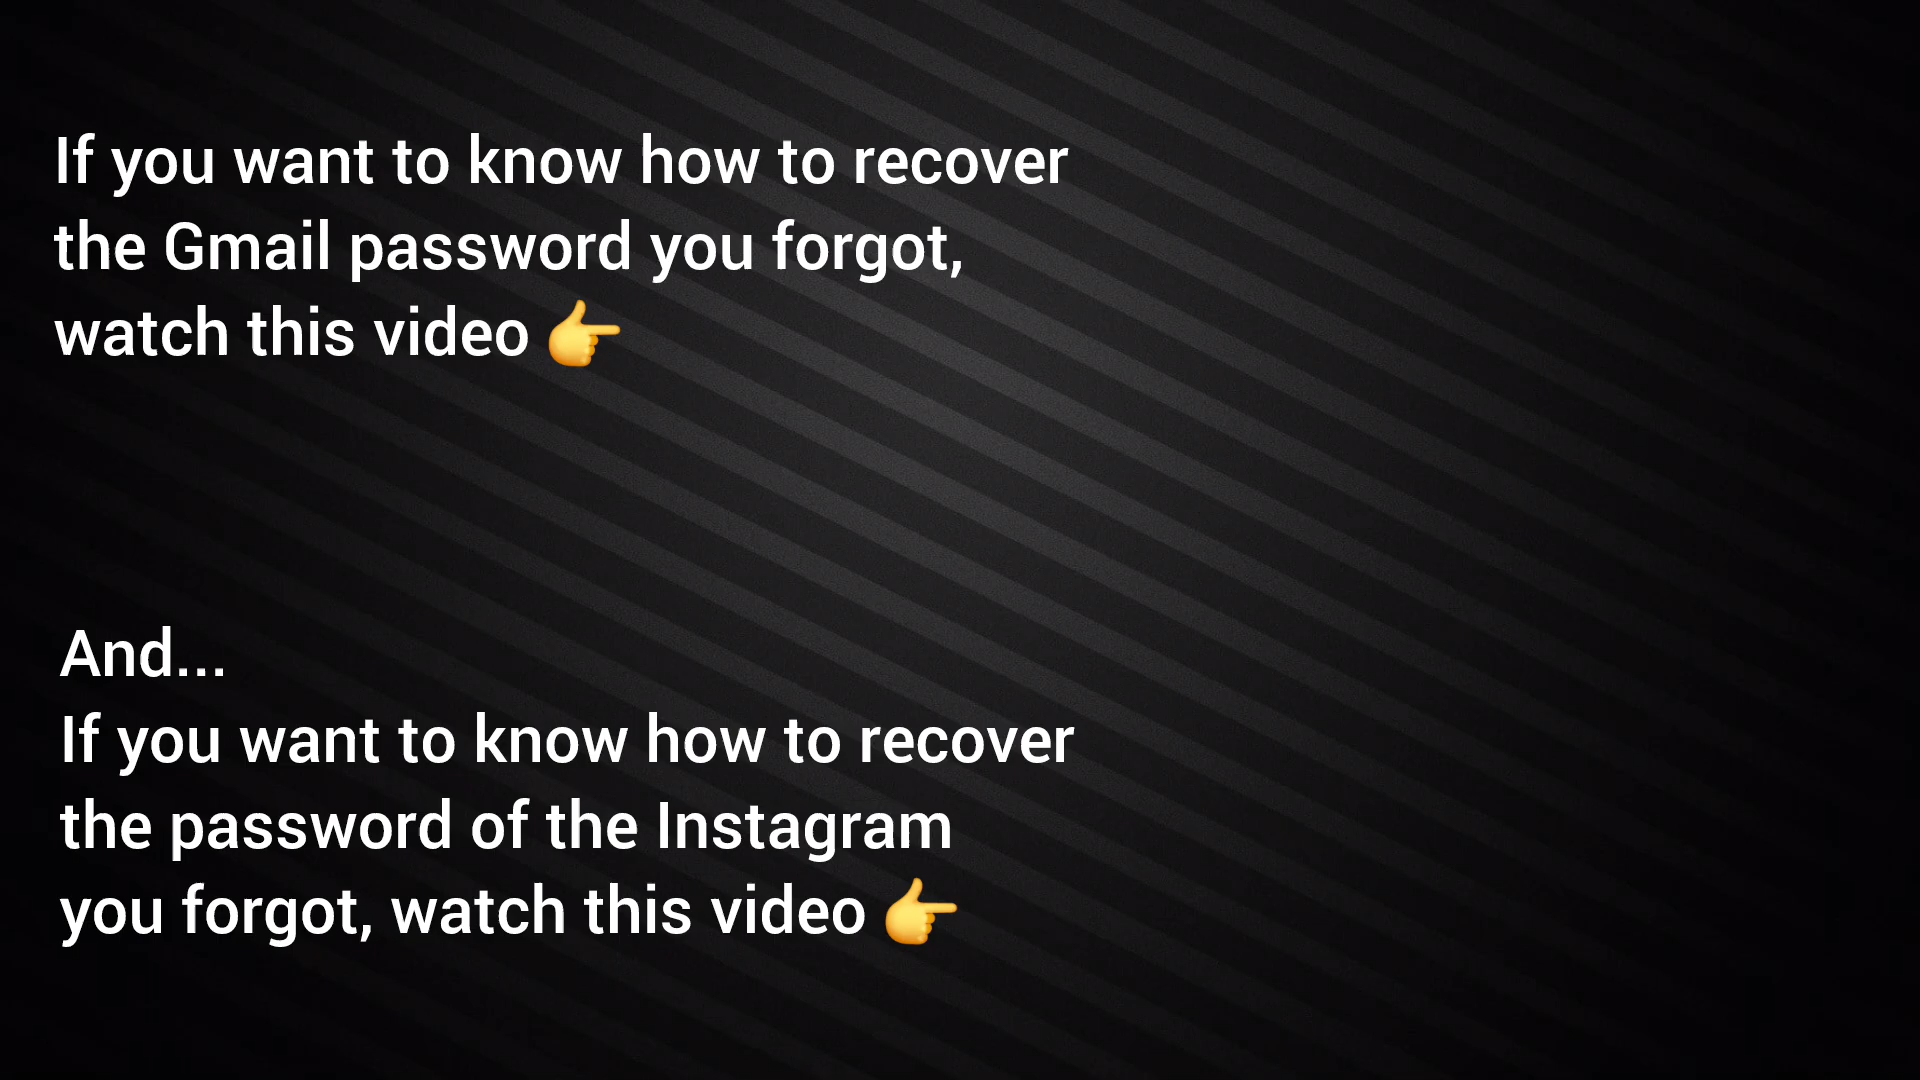 If you want to know how to recover
the Gmail password you forgot,
watch this video 👉
And...
If you want to know how to recover
the password of the Instagram
you forgot, watch this video 👉